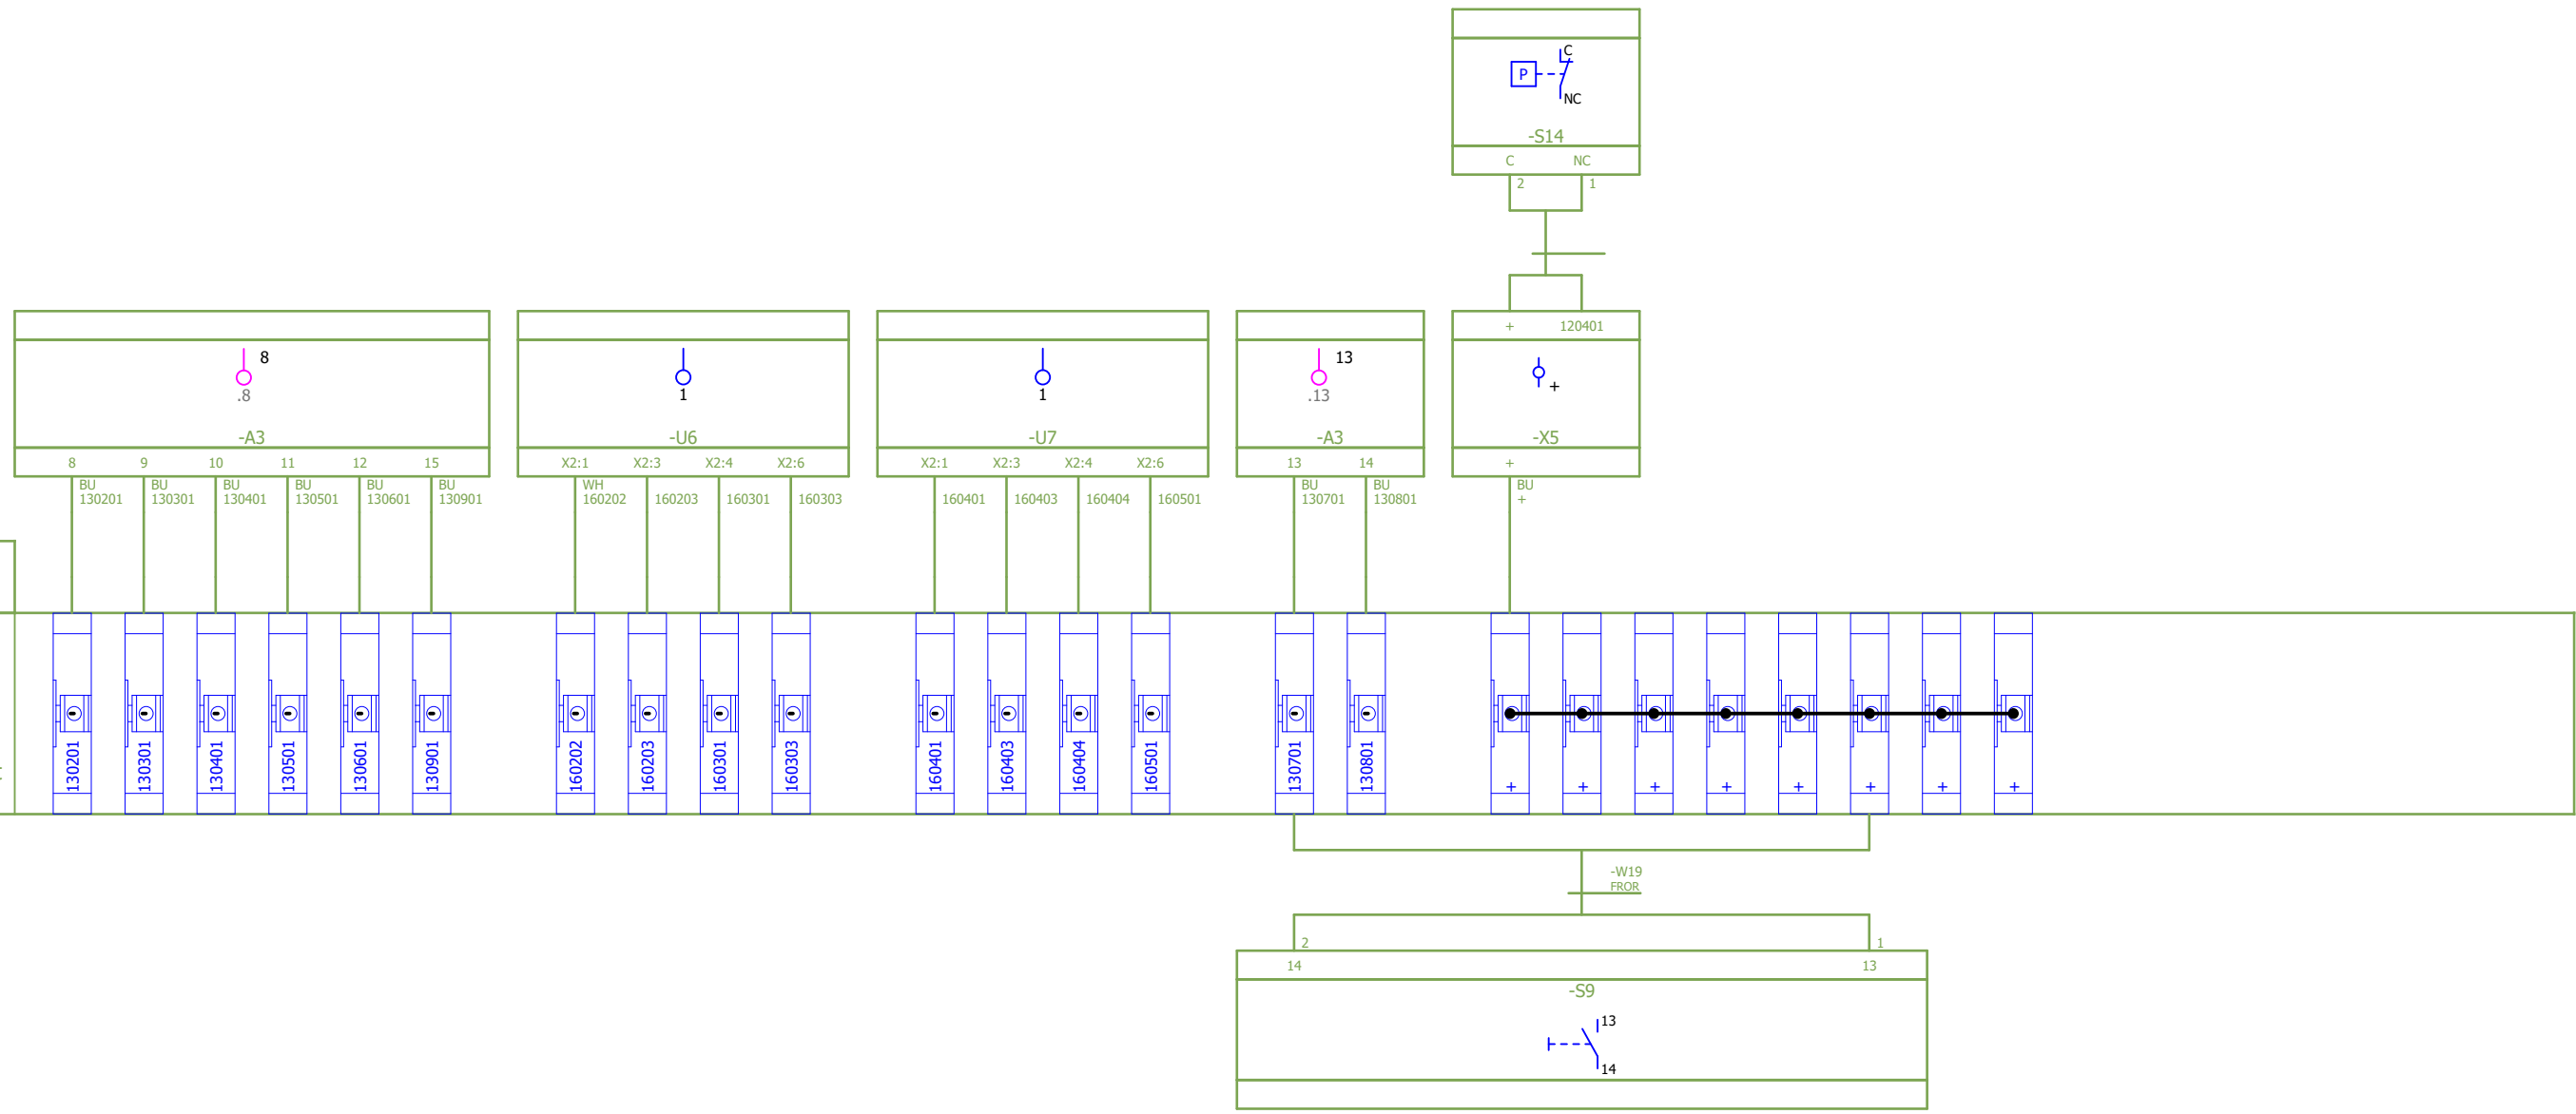 C
P
NC
-S14
C NC
2 1
+ 120401
8
.8
-A3
8 9 10 11 12 15
BU
130201
BU
130301
BU
130401
BU
130501
BU
130601
BU
130901
1
-U6
X2:1 X2:3 X2:4 X2:6
WH
160202
160203
160301
160303
1
-U7
X2:1 X2:3 X2:4 X2:6
160401
160403
160404
160501
13
.13
-A3
13 14
BU
130701
BU
130801
+
-X5
+
BU
+
130201
130301
130401
130501
130601
130901
160202
160203
160301
160303
160401
160403
160404
160501
130701
130801
+ + + + + + + +
-W19
FROR
2 1
14 13
-S9
13
14